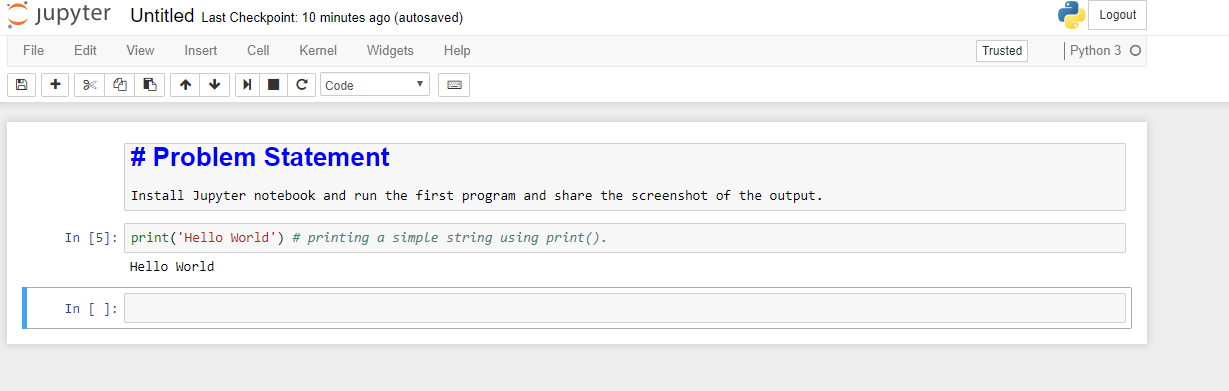 jupyter Untitled Last Checkpoint: 10 minutes ago (autosaved) Logout
File Edit View Insert Cell Kernel Widgets Help Trusted Python 3
Code
# Problem Statement
Install Jupyter notebook and run the first program and share the screenshot of the output.
In [5]: print('Hello World') # printing a simple string using print().
Hello World
In [ ]: